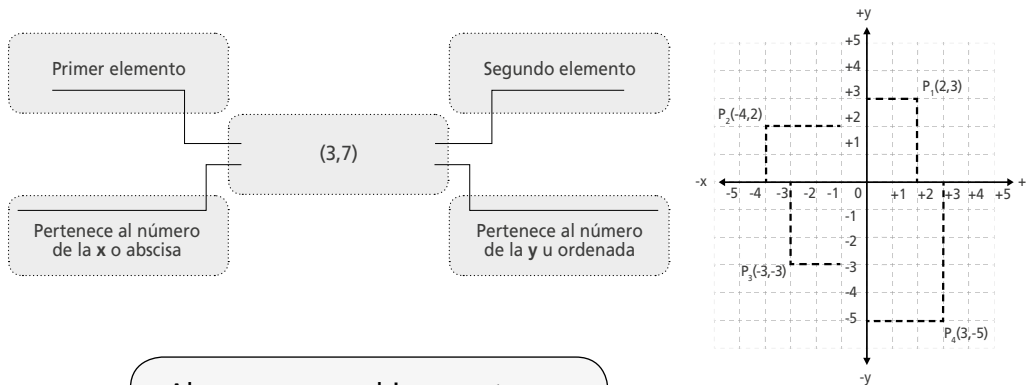 Primer elemento
Segundo elemento
(3,7)
Pertenece al número
de la x o abscisa
Pertenece al número
de la y u ordenada
+y
+5
+4
+3
+2
+1
P₁(2,3)
P₂(-4,2)
-x
-5 -4 -3 -2 -1 0 +1 +2 +3 +4 +5
+
-1
-2
-3
-4
-5
P₃(-3,-3)
P₄(3,-5)
-y